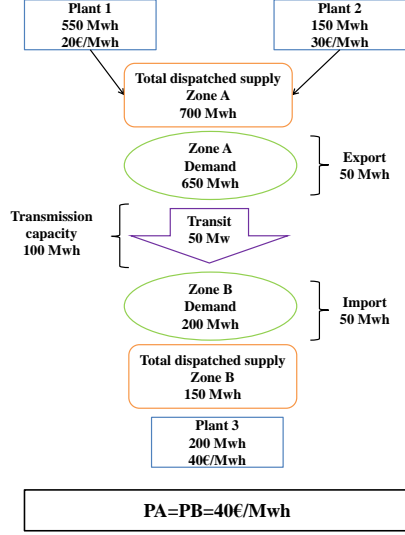 Plant 1
550 Mwh
20€/Mwh
Plant 2
150 Mwh
30€/Mwh
Total dispatched supply
Zone A
700 Mwh
Zone A
Demand
650 Mwh
Export
50 Mwh
Transmission
capacity
100 Mwh
Transit
50 Mw
Zone B
Demand
200 Mwh
Import
50 Mwh
Total dispatched supply
Zone B
150 Mwh
Plant 3
200 Mwh
40€/Mwh
PA=PB=40€/Mwh